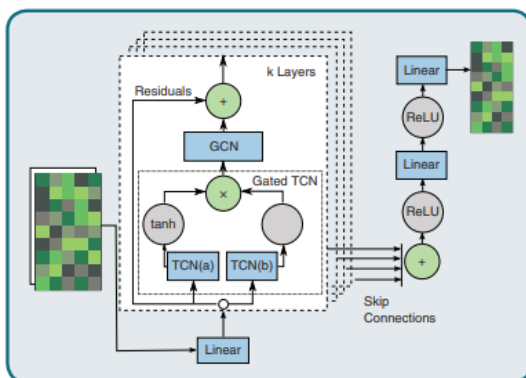 k Layers
Residuals
+
GCN
Gated TCN
×
tanh
TCN(a)
TCN(b)
Linear
Linear
ReLU
Linear
ReLU
+
Skip
Connections